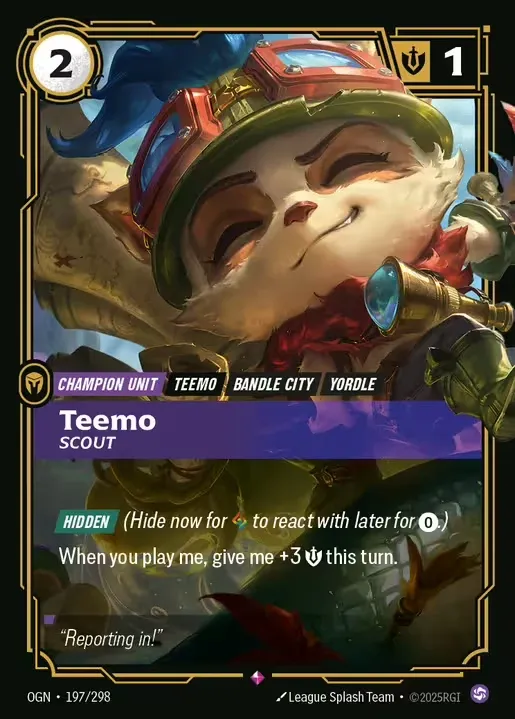 2
1
CHAMPION UNIT TEEMO BANDLE CITY YORDLE
Teemo
SCOUT
HIDDEN (Hide now for to react with later for 0.)
When you play me, give me +3 this turn.
“Reporting in!”
OGN • 197/298 League Splash Team • ©2025RGI